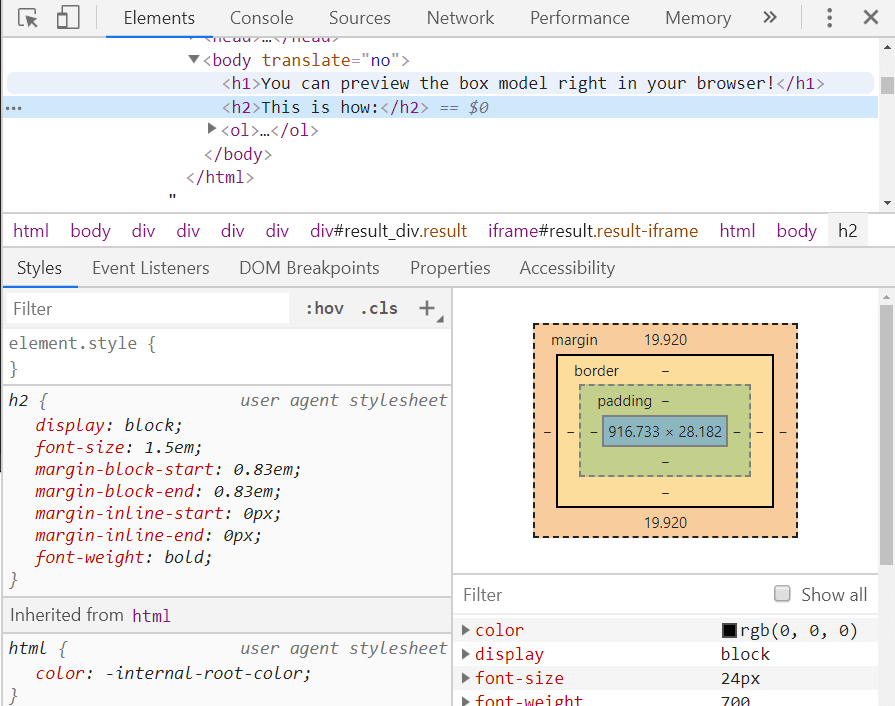 Elements Console Sources Network Performance Memory »
<head>…</head>
<body translate="no">
<h1>You can preview the box model right in your browser!</h1>
… <h2>This is how:</h2> == $0
<ol>…</ol>
</body>
</html>
"
html body div div div div div#result_div.result iframe#result.result-iframe html body h2
Styles Event Listeners DOM Breakpoints Properties Accessibility
Filter :hov .cls +
element.style {
}
h2 { user agent stylesheet
display: block;
font-size: 1.5em;
margin-block-start: 0.83em;
margin-block-end: 0.83em;
margin-inline-start: 0px;
margin-inline-end: 0px;
font-weight: bold;
}
Inherited from html
html { user agent stylesheet
color: -internal-root-color;
}
margin 19.920
border –
padding –
– – – 916.733 × 28.182 – – –
–
–
19.920
Filter Show all
color rgb(0, 0, 0)
display block
font-size 24px
font-weight 700